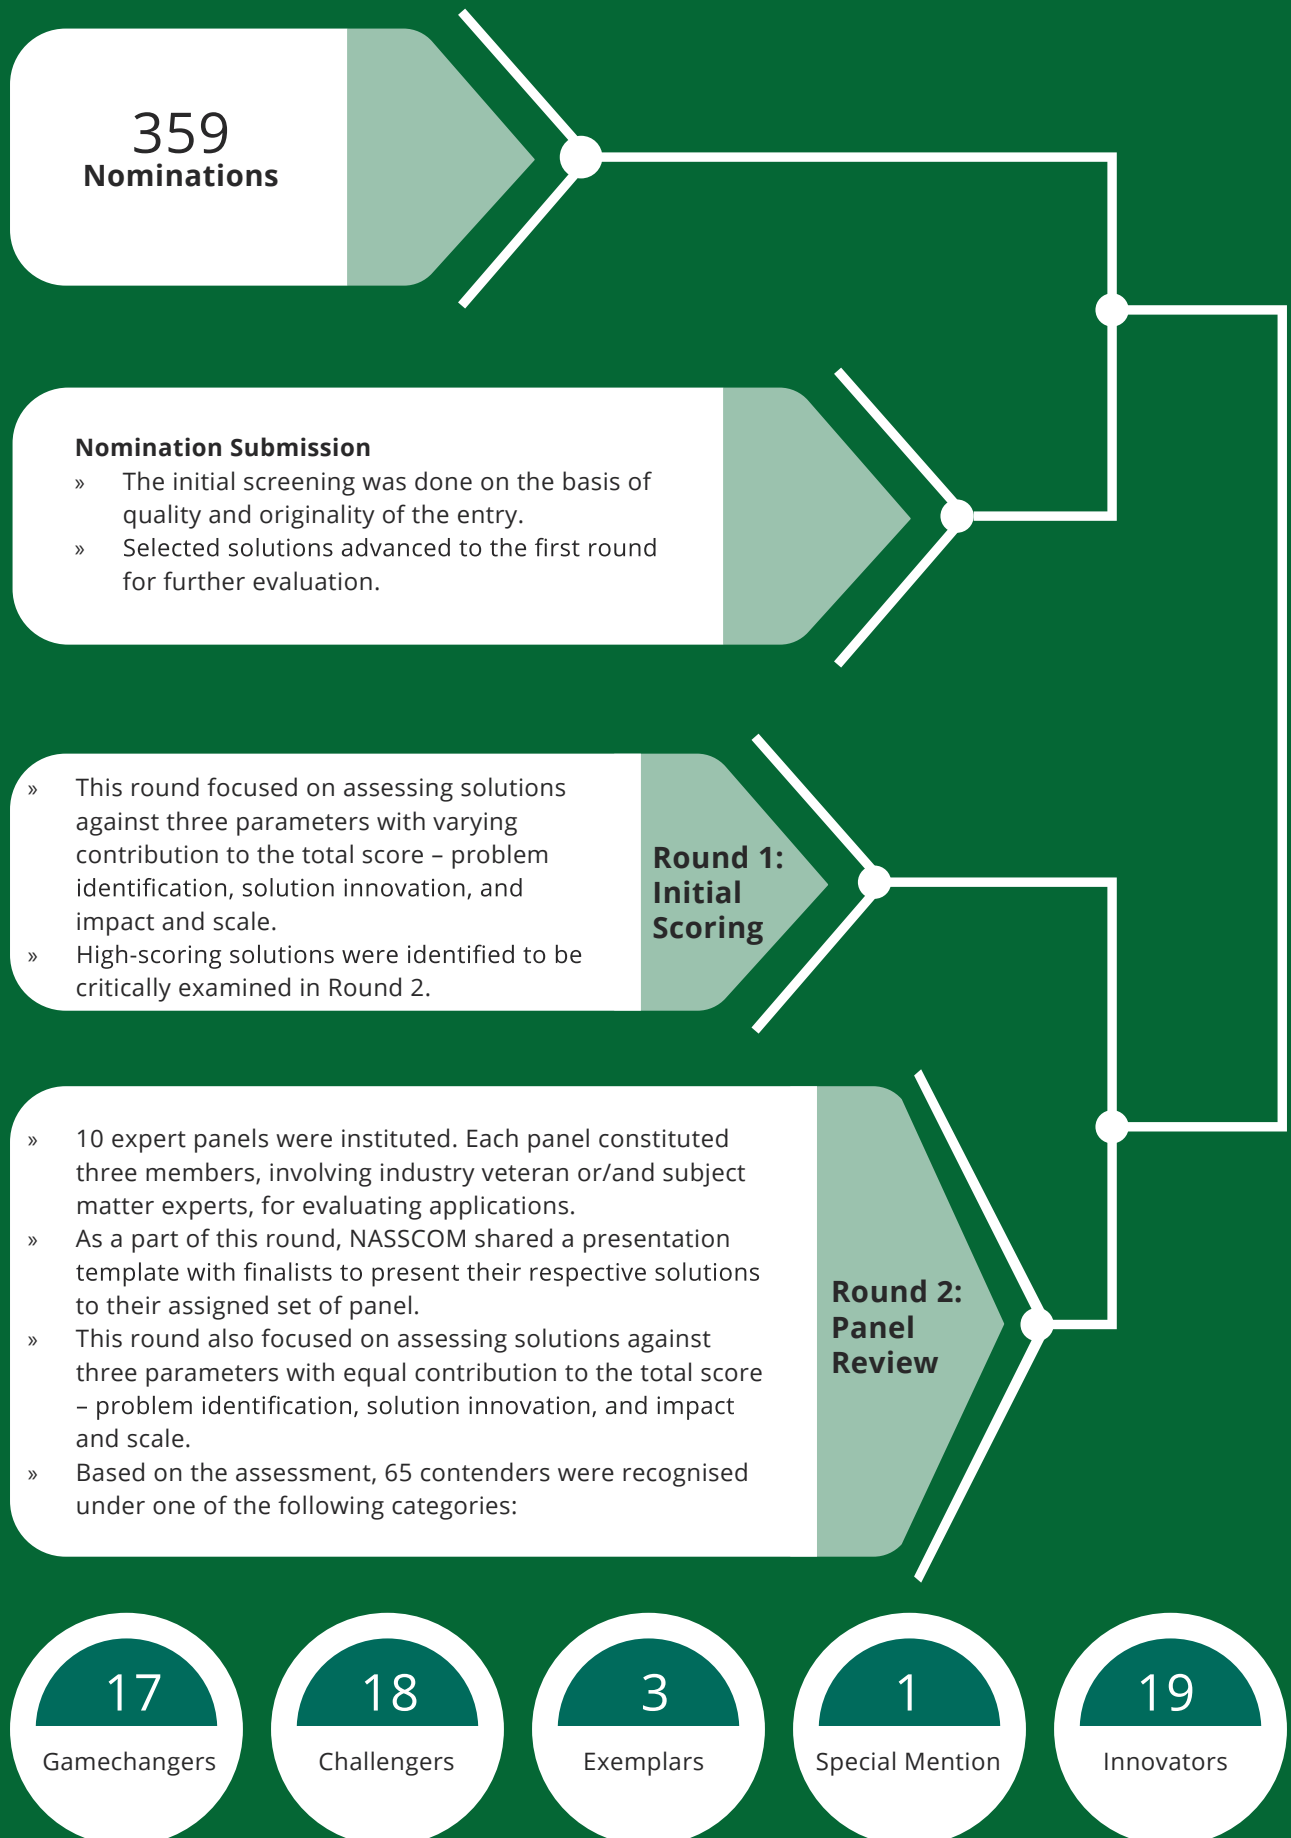 359
Nominations
Nomination Submission
» The initial screening was done on the basis of
quality and originality of the entry.
» Selected solutions advanced to the first round
for further evaluation.
» This round focused on assessing solutions
against three parameters with varying
contribution to the total score – problem
identification, solution innovation, and
impact and scale.
» High-scoring solutions were identified to be
critically examined in Round 2.
Round 1:
Initial
Scoring
» 10 expert panels were instituted. Each panel constituted
three members, involving industry veteran or/and subject
matter experts, for evaluating applications.
» As a part of this round, NASSCOM shared a presentation
template with finalists to present their respective solutions
to their assigned set of panel.
» This round also focused on assessing solutions against
three parameters with equal contribution to the total score
– problem identification, solution innovation, and impact
and scale.
» Based on the assessment, 65 contenders were recognised
under one of the following categories:
Round 2:
Panel
Review
17
Gamechangers
18
Challengers
3
Exemplars
1
Special Mention
19
Innovators